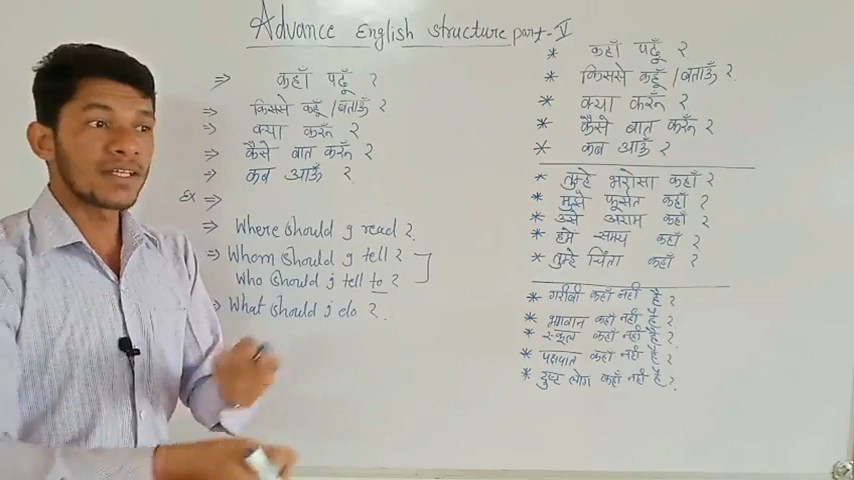 Advance English structure part-V
⇒ कहाँ पढूँ ?
⇒ किससे कहूँ / बताऊँ ?
⇒ क्या करूँ ?
⇒ कैसे बात करूँ ?
⇒ कब आऊँ ?
Ex ⇒
⇒ Where should I read ?
⇒ Whom should I tell ?
Who should I tell to ?
⇒ What should I do ?
* कहाँ पढूँ ?
* किससे कहूँ / बताऊँ ?
* क्या करूँ ?
* कैसे बात करूँ ?
* कब आऊँ ?
* तुम्हे भरोसा कहाँ ?
* मुझे फूर्सत कहाँ ?
* उसे अराम कहाँ ?
* हमें समय कहाँ ?
* तुम्हे चिंता कहाँ ?
* गरीबी कहाँ नहीं है ?
* भगवान कहाँ नहीं है ?
* स्कूल कहाँ नहीं है ?
* पक्षपात कहाँ नहीं है ?
* दुष्ट लोग कहाँ नहीं है ?